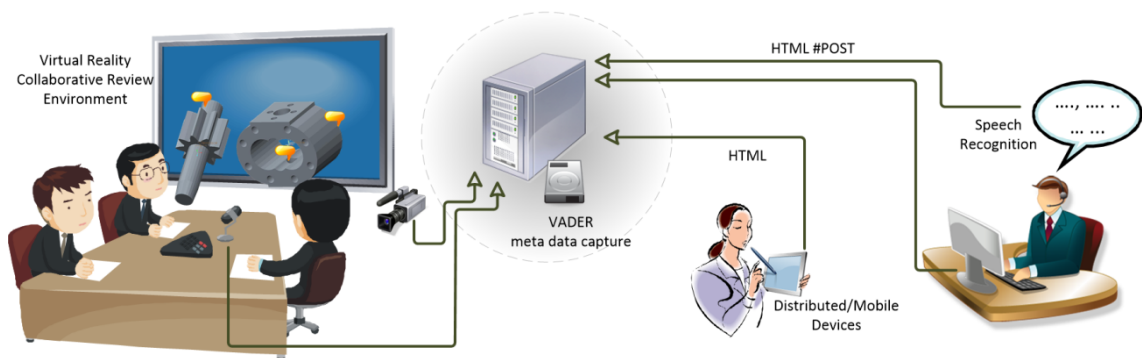 Virtual Reality
Collaborative Review
Environment
VADER
meta data capture
HTML #POST
HTML
Distributed/Mobile
Devices
Speech
Recognition
...., .... ..
... ...